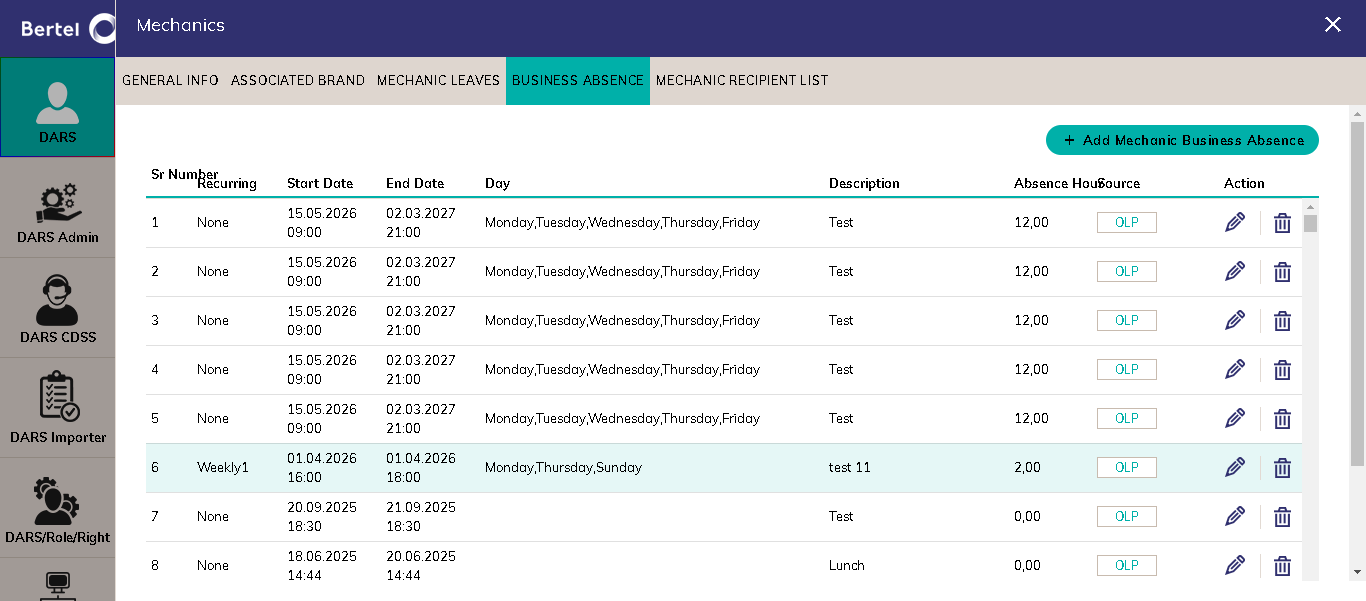 Bertel
Mechanics
GENERAL INFO ASSOCIATED BRAND MECHANIC LEAVES BUSINESS ABSENCE MECHANIC RECIPIENT LIST
DARS
DARS Admin
DARS CDSS
DARS Importer
DARS/Role/Right
+ Add Mechanic Business Absence
Sr Number Recurring Start Date End Date Day Description Absence Hour Source Action
1 None 15.05.2026 02.03.2027 Monday,Tuesday,Wednesday,Thursday,Friday Test 12,00 OLP
09:00 21:00
2 None 15.05.2026 02.03.2027 Monday,Tuesday,Wednesday,Thursday,Friday Test 12,00 OLP
09:00 21:00
3 None 15.05.2026 02.03.2027 Monday,Tuesday,Wednesday,Thursday,Friday Test 12,00 OLP
09:00 21:00
4 None 15.05.2026 02.03.2027 Monday,Tuesday,Wednesday,Thursday,Friday Test 12,00 OLP
09:00 21:00
5 None 15.05.2026 02.03.2027 Monday,Tuesday,Wednesday,Thursday,Friday Test 12,00 OLP
09:00 21:00
6 Weekly1 01.04.2026 01.04.2026 Monday,Thursday,Sunday test 11 2,00 OLP
16:00 18:00
7 None 20.09.2025 21.09.2025 Test 0,00 OLP
18:30 18:30
8 None 18.06.2025 20.06.2025 Lunch 0,00 OLP
14:44 14:44